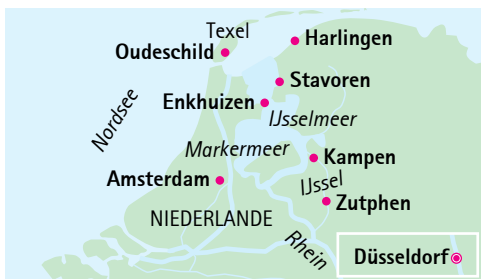 Texel
Oudeschild
Harlingen
Stavoren
Enkhuizen
Nordsee
IJsselmeer
Markermeer
Kampen
Amsterdam
IJssel
Zutphen
NIEDERLANDE
Rhein
Düsseldorf